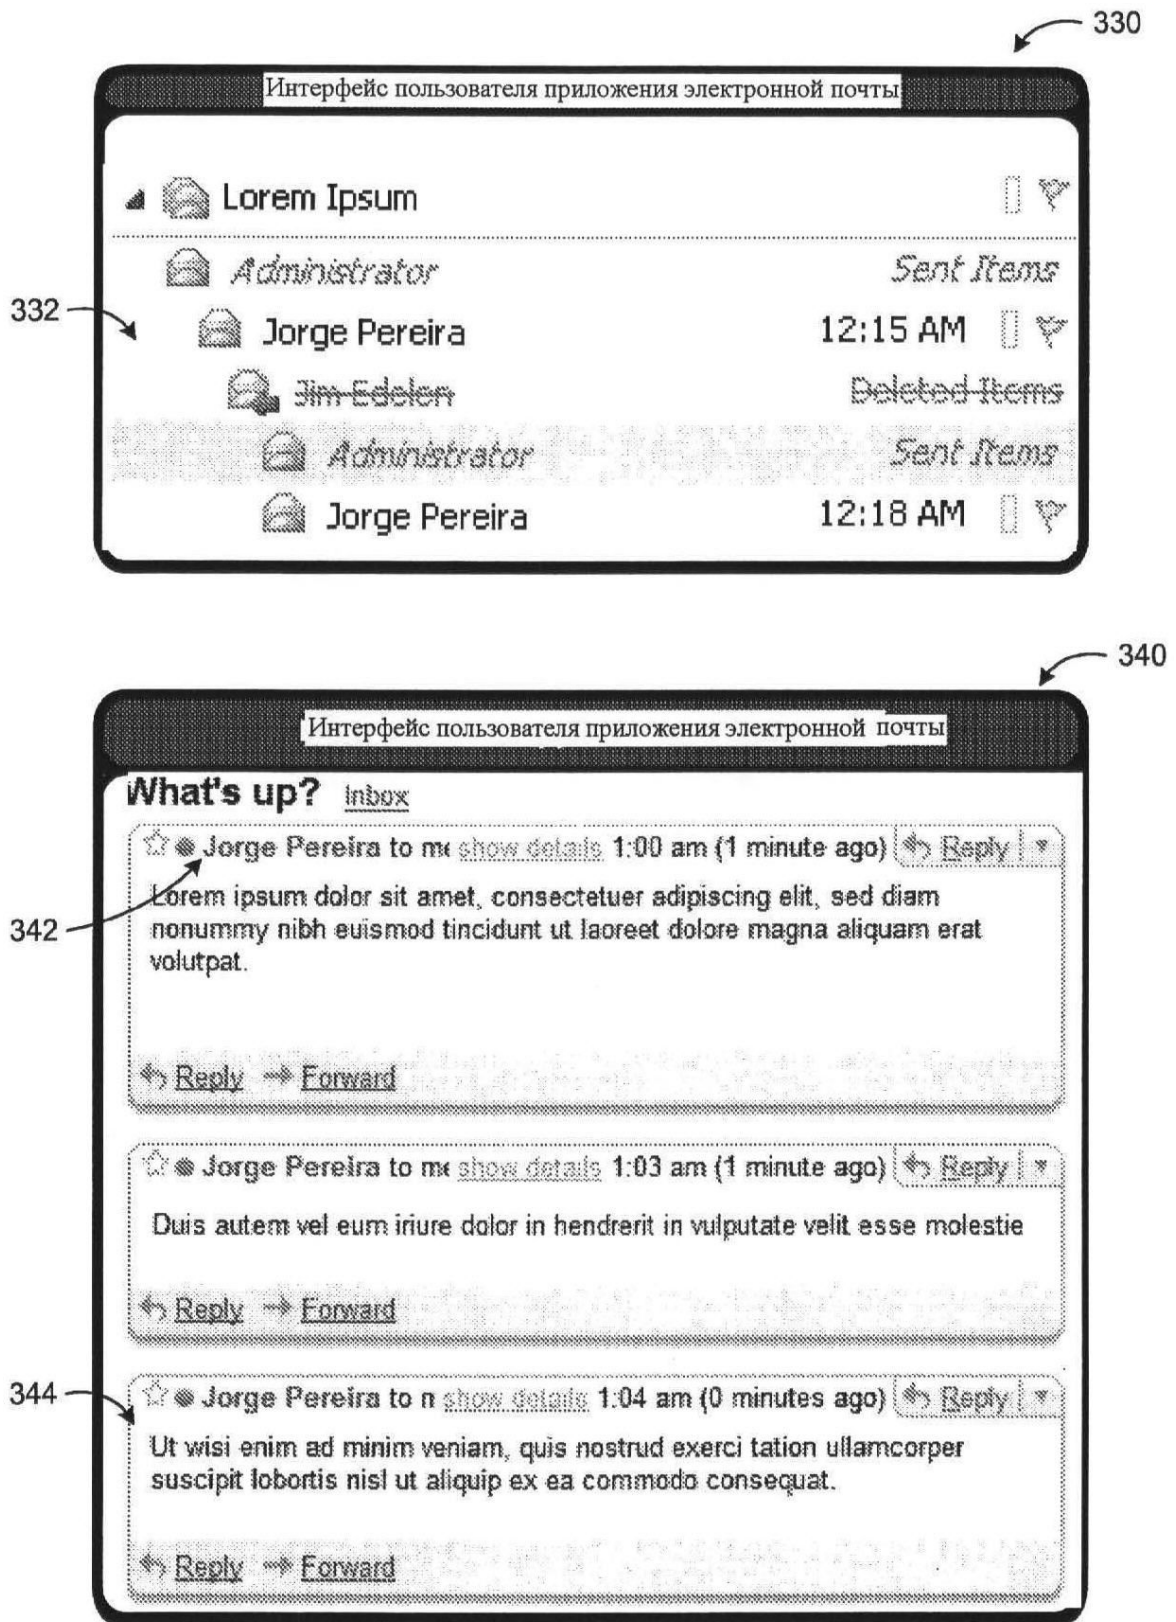 330
Интерфейс пользователя приложения электронной почты
Lorem Ipsum
Administrator Sent Items
332
Jorge Pereira 12:15 AM
Jim Edelen Deleted Items
Administrator Sent Items
Jorge Pereira 12:18 AM
340
Интерфейс пользователя приложения электронной почты
What's up? Inbox
Jorge Pereira to me show details 1:00 am (1 minute ago) Reply
342
Lorem ipsum dolor sit amet, consectetuer adipiscing elit, sed diam
nonummy nibh euismod tincidunt ut laoreet dolore magna aliquam erat
volutpat.
Reply Forward
Jorge Pereira to me show details 1:03 am (1 minute ago) Reply
Duis autem vel eum iriure dolor in hendrerit in vulputate velit esse molestie
Reply Forward
344
Jorge Pereira to n show details 1:04 am (0 minutes ago) Reply
Ut wisi enim ad minim veniam, quis nostrud exerci tation ullamcorper
suscipit lobortis nisl ut aliquip ex ea commodo consequat.
Reply Forward